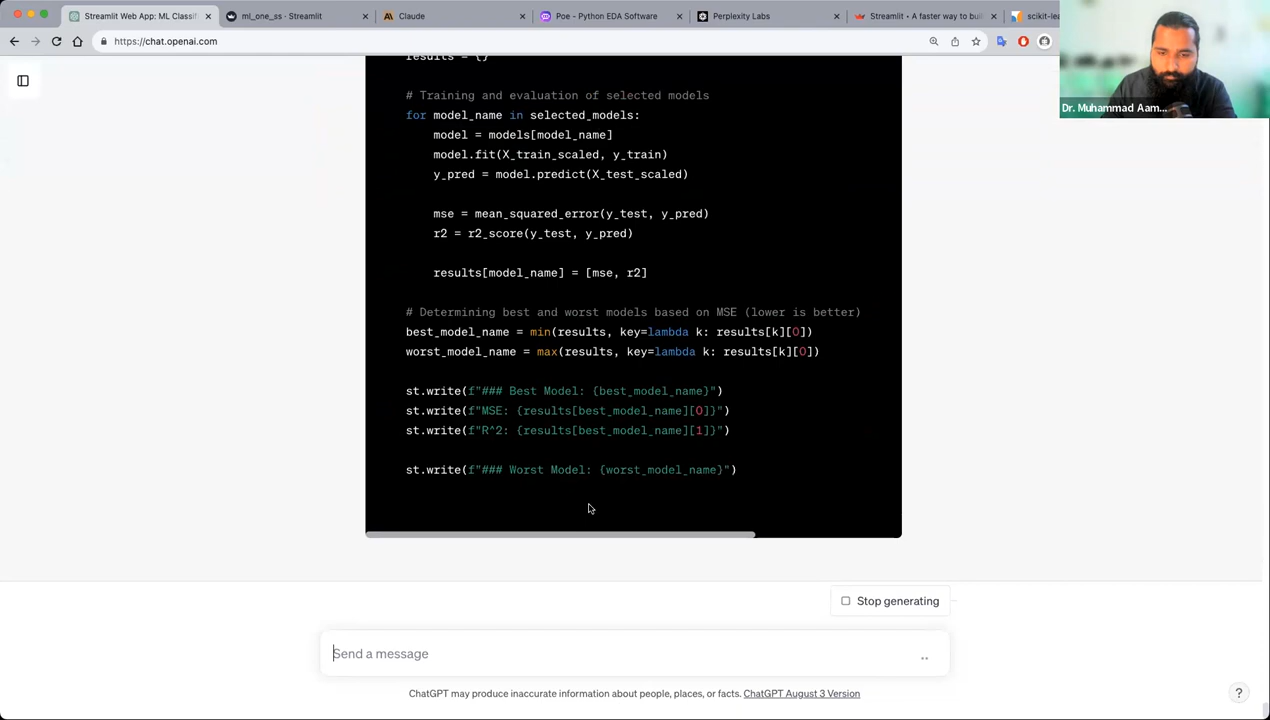 Streamlit Web App: ML Classif
ml_one_ss · Streamlit
Claude
Poe - Python EDA Software
Perplexity Labs
Streamlit • A faster way to buil
scikit-lea
https://chat.openai.com
Dr. Muhammad Aam...
results = {}
# Training and evaluation of selected models
for model_name in selected_models:
model = models[model_name]
model.fit(X_train_scaled, y_train)
y_pred = model.predict(X_test_scaled)
mse = mean_squared_error(y_test, y_pred)
r2 = r2_score(y_test, y_pred)
results[model_name] = [mse, r2]
# Determining best and worst models based on MSE (lower is better)
best_model_name = min(results, key=lambda k: results[k][0])
worst_model_name = max(results, key=lambda k: results[k][0])
st.write(f"### Best Model: {best_model_name}")
st.write(f"MSE: {results[best_model_name][0]}")
st.write(f"R^2: {results[best_model_name][1]}")
st.write(f"### Worst Model: {worst_model_name}")
Stop generating
Send a message
ChatGPT may produce inaccurate information about people, places, or facts. ChatGPT August 3 Version
?